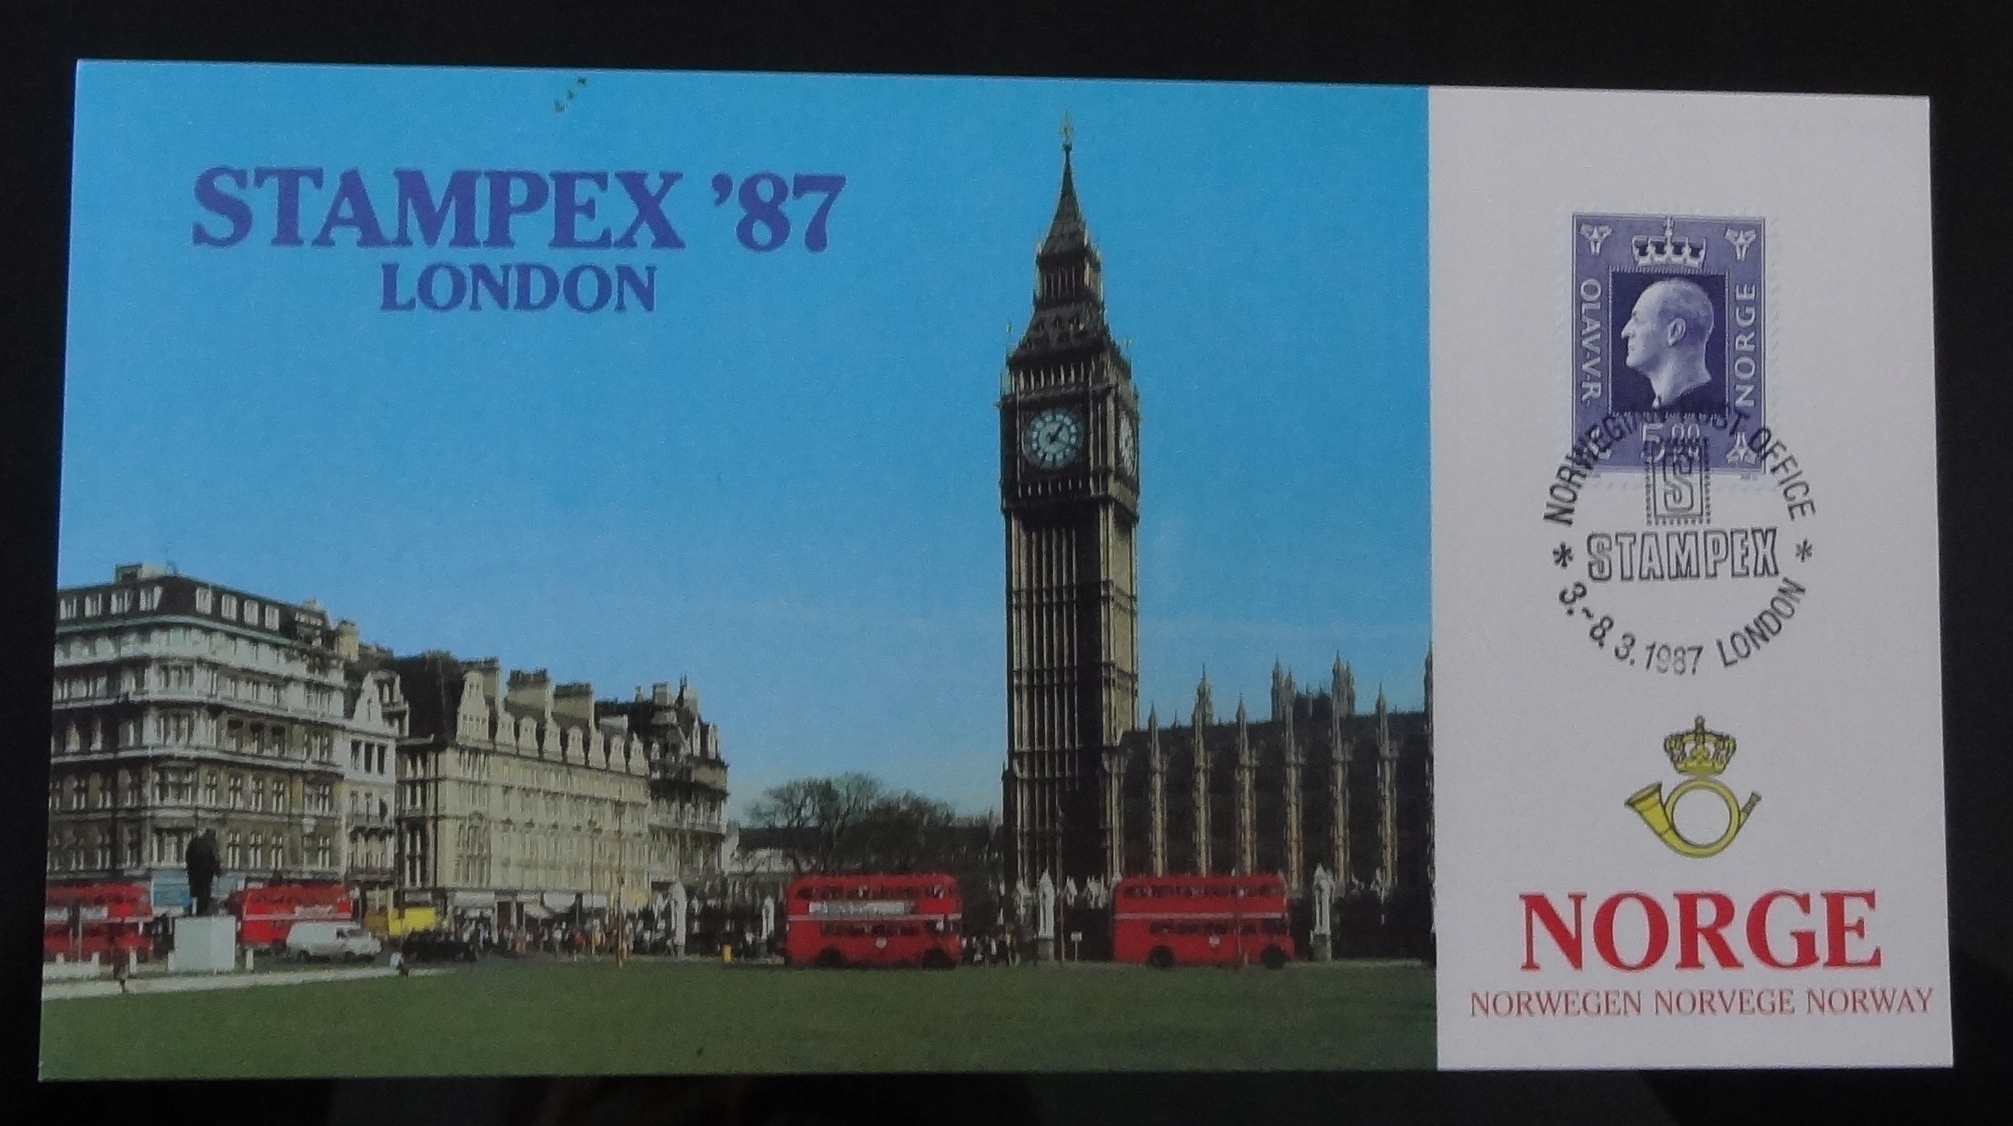 STAMPEX '87
LONDON
OLAV·V·R·
NORGE
5 00
NORWEGIAN POST OFFICE
S
* STAMPEX *
3.-8.3.1987 LONDON
NORGE
NORWEGEN NORVEGE NORWAY